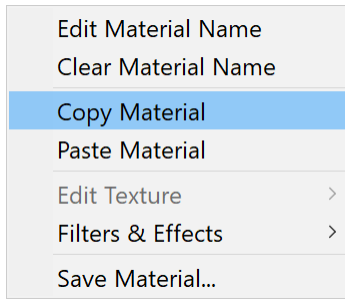 Edit Material Name
Clear Material Name
Copy Material
Paste Material
Edit Texture
Filters & Effects
Save Material...